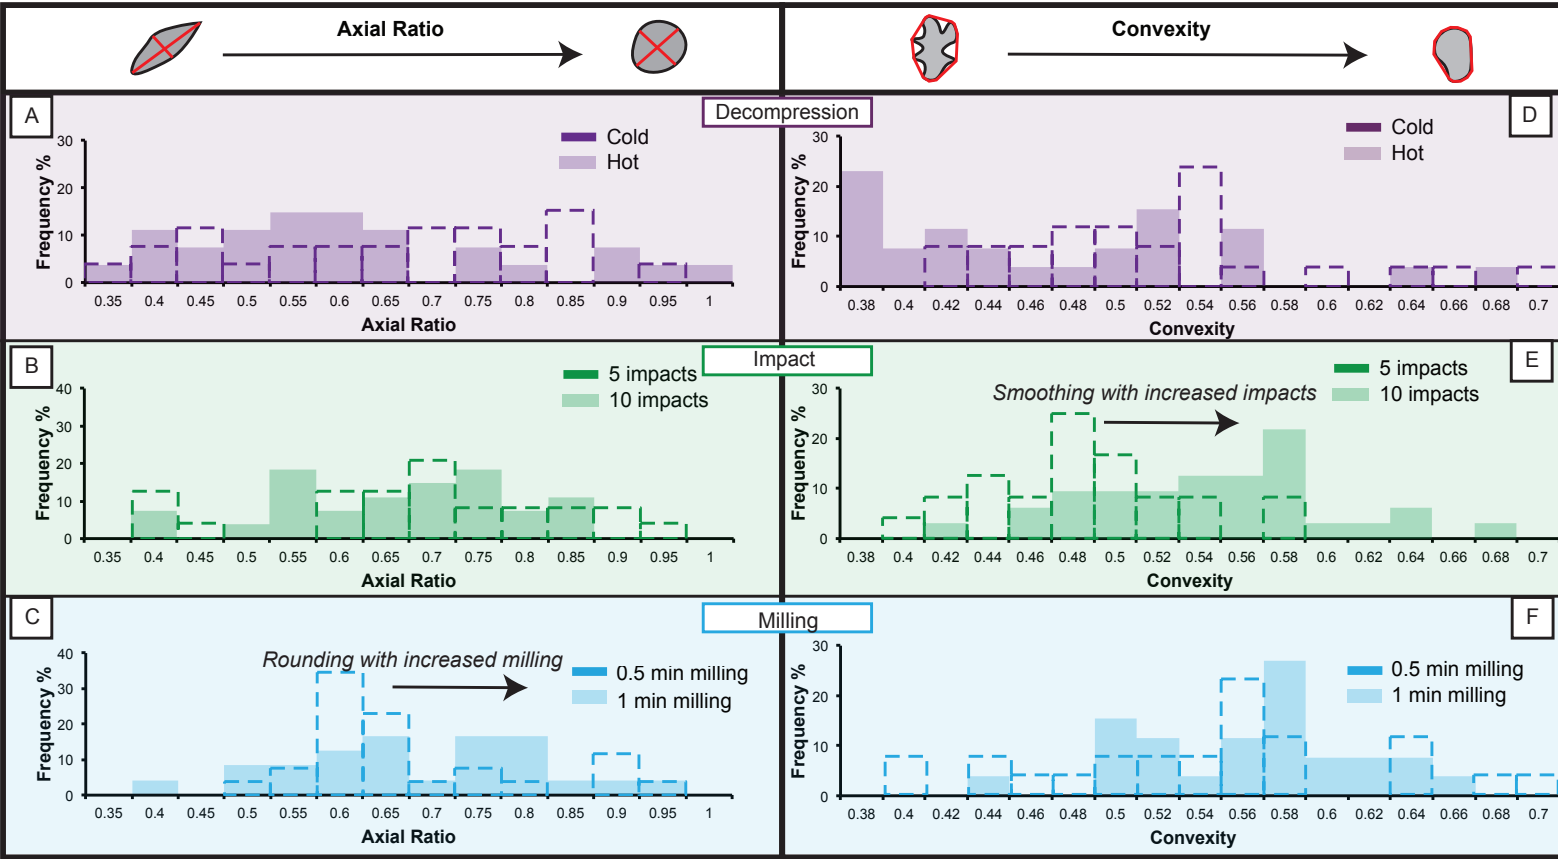 Axial Ratio
Convexity
Decompression
A
Cold
Hot
Frequency %
30
20
10
0
0.35 0.4 0.45 0.5 0.55 0.6 0.65 0.7 0.75 0.8 0.85 0.9 0.95 1
Axial Ratio
D
Cold
Hot
Frequency %
30
20
10
0
0.38 0.4 0.42 0.44 0.46 0.48 0.5 0.52 0.54 0.56 0.58 0.6 0.62 0.64 0.66 0.68 0.7
Convexity
Impact
B
5 impacts
10 impacts
Frequency %
40
30
20
10
0
0.35 0.4 0.45 0.5 0.55 0.6 0.65 0.7 0.75 0.8 0.85 0.9 0.95 1
Axial Ratio
E
5 impacts
10 impacts
Smoothing with increased impacts
Frequency %
30
20
10
0
0.38 0.4 0.42 0.44 0.46 0.48 0.5 0.52 0.54 0.56 0.58 0.6 0.62 0.64 0.66 0.68 0.7
Convexity
Milling
C
Rounding with increased milling
0.5 min milling
1 min milling
Frequency %
40
30
20
10
0
0.35 0.4 0.45 0.5 0.55 0.6 0.65 0.7 0.75 0.8 0.85 0.9 0.95 1
Axial Ratio
F
0.5 min milling
1 min milling
Frequency %
30
20
10
0
0.38 0.4 0.42 0.44 0.46 0.48 0.5 0.52 0.54 0.56 0.58 0.6 0.62 0.64 0.66 0.68 0.7
Convexity